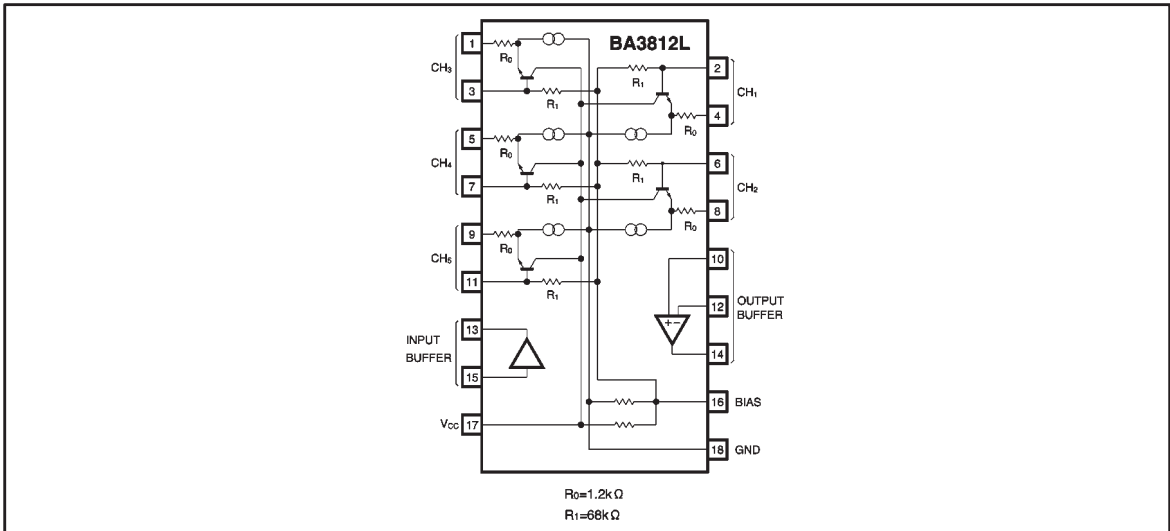 BA3812L
1
R₀
CH₃
3
R₁
2
R₁
CH₁
4
R₀
5
R₀
CH₄
7
R₁
6
R₁
CH₂
8
R₀
9
R₀
CH₅
11
R₁
10
12
OUTPUT
BUFFER
+ −
14
13
INPUT
BUFFER
15
16 BIAS
V_CC 17
18 GND
R₀=1.2kΩ
R₁=68kΩ